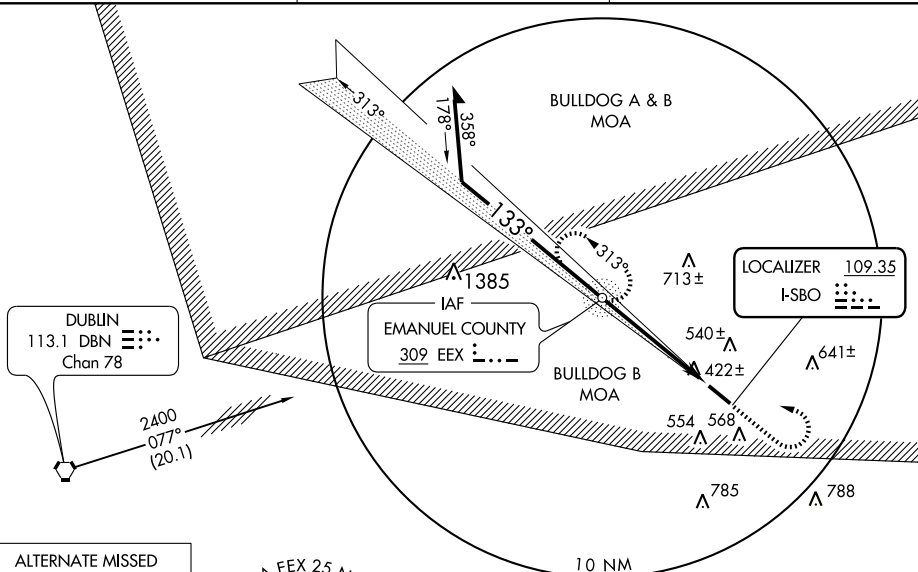 BULLDOG A & B
MOA
313°
178°
358°
133°
313°
1385
713±
LOCALIZER 109.35
I-SBO
IAF
EMANUEL COUNTY
309 EEX
DUBLIN
113.1 DBN
Chan 78
540±
422±
641±
BULLDOG B
MOA
2400
077°
(20.1)
554
568
785
788
ALTERNATE MISSED
10 NM